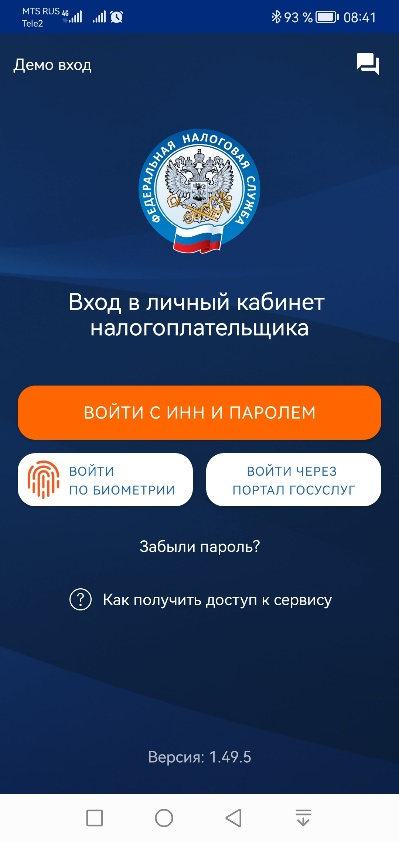 MTS RUS 4G
Tele2
93 % 08:41
Демо вход
ФЕДЕРАЛЬНАЯ НАЛОГОВАЯ СЛУЖБА
Вход в личный кабинет
налогоплательщика
ВОЙТИ С ИНН И ПАРОЛЕМ
ВОЙТИ
ПО БИОМЕТРИИ
ВОЙТИ ЧЕРЕЗ
ПОРТАЛ ГОСУСЛУГ
Забыли пароль?
? Как получить доступ к сервису
Версия: 1.49.5